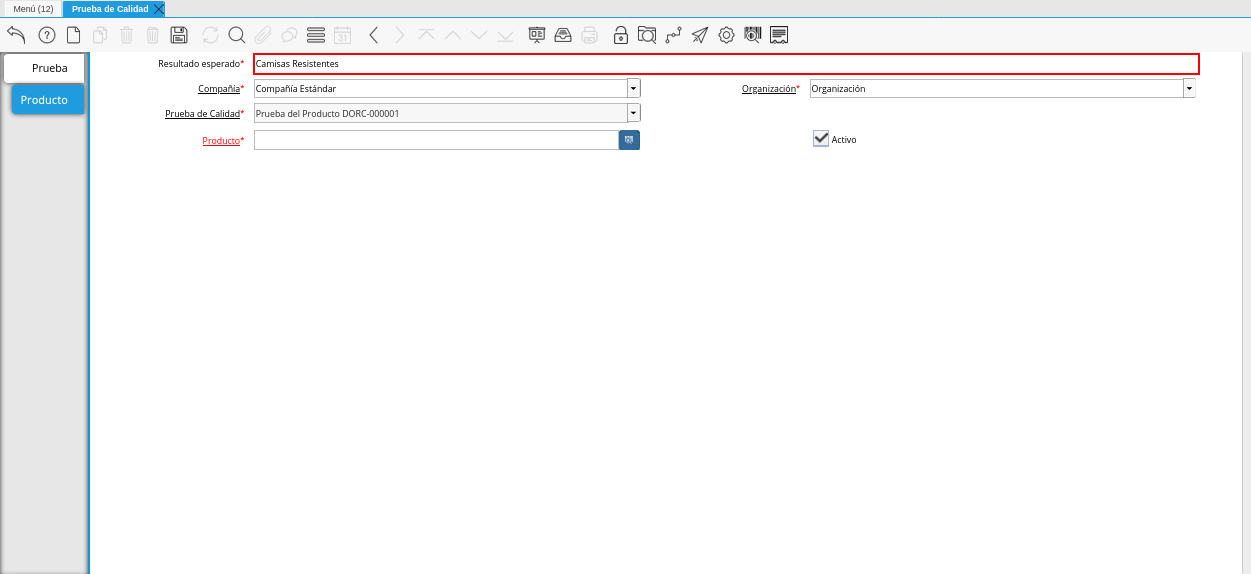 Menú (12) Prueba de Calidad
31
Prueba
Producto
Resultado esperado* Camisas Resistentes
Compañía* Compañía Estándar Organización* Organización
Prueba de Calidad* Prueba del Producto DORC-000001
Producto* Activo